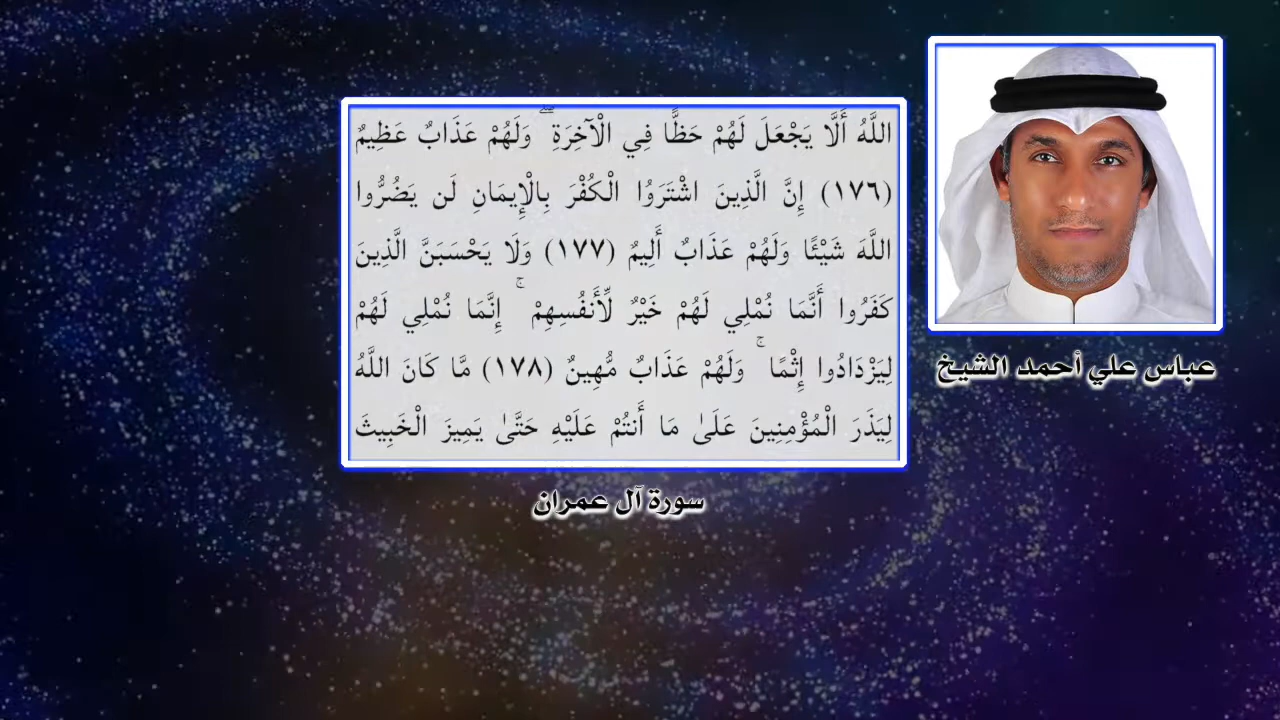 اللَّهُ أَلَّا يَجْعَلَ لَهُمْ حَظًّا فِي الْآخِرَةِ ۖ وَلَهُمْ عَذَابٌ عَظِيمٌ
(١٧٦) إِنَّ الَّذِينَ اشْتَرَوُا الْكُفْرَ بِالْإِيمَانِ لَن يَضُرُّوا
اللَّهَ شَيْئًا وَلَهُمْ عَذَابٌ أَلِيمٌ (١٧٧) وَلَا يَحْسَبَنَّ الَّذِينَ
كَفَرُوا أَنَّمَا نُمْلِي لَهُمْ خَيْرٌ لِّأَنفُسِهِمْ ۚ إِنَّمَا نُمْلِي لَهُمْ
لِيَزْدَادُوا إِثْمًا ۚ وَلَهُمْ عَذَابٌ مُّهِينٌ (١٧٨) مَّا كَانَ اللَّهُ
لِيَذَرَ الْمُؤْمِنِينَ عَلَىٰ مَا أَنتُمْ عَلَيْهِ حَتَّىٰ يَمِيزَ الْخَبِيثَ
سورة آل عمران
عباس علي أحمد الشيخ